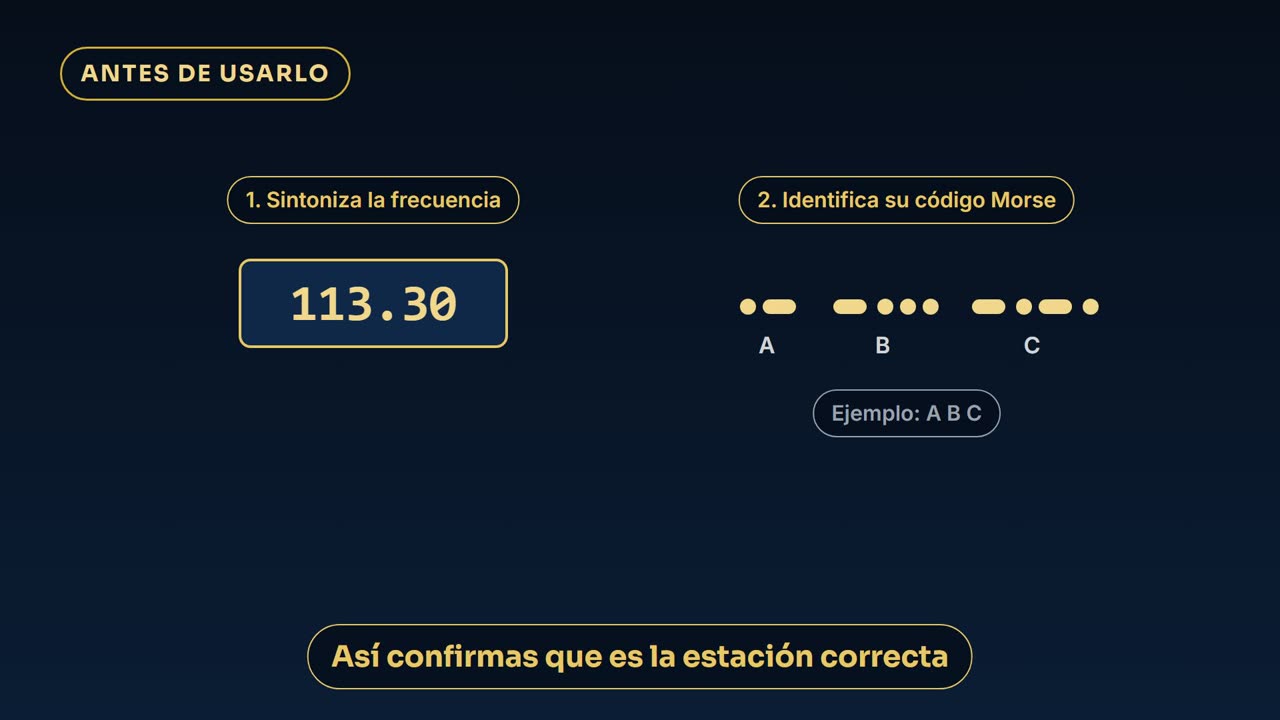 ANTES DE USARLO
1. Sintoniza la frecuencia
113.30
2. Identifica su código Morse
A B C
Ejemplo: A B C
Así confirmas que es la estación correcta